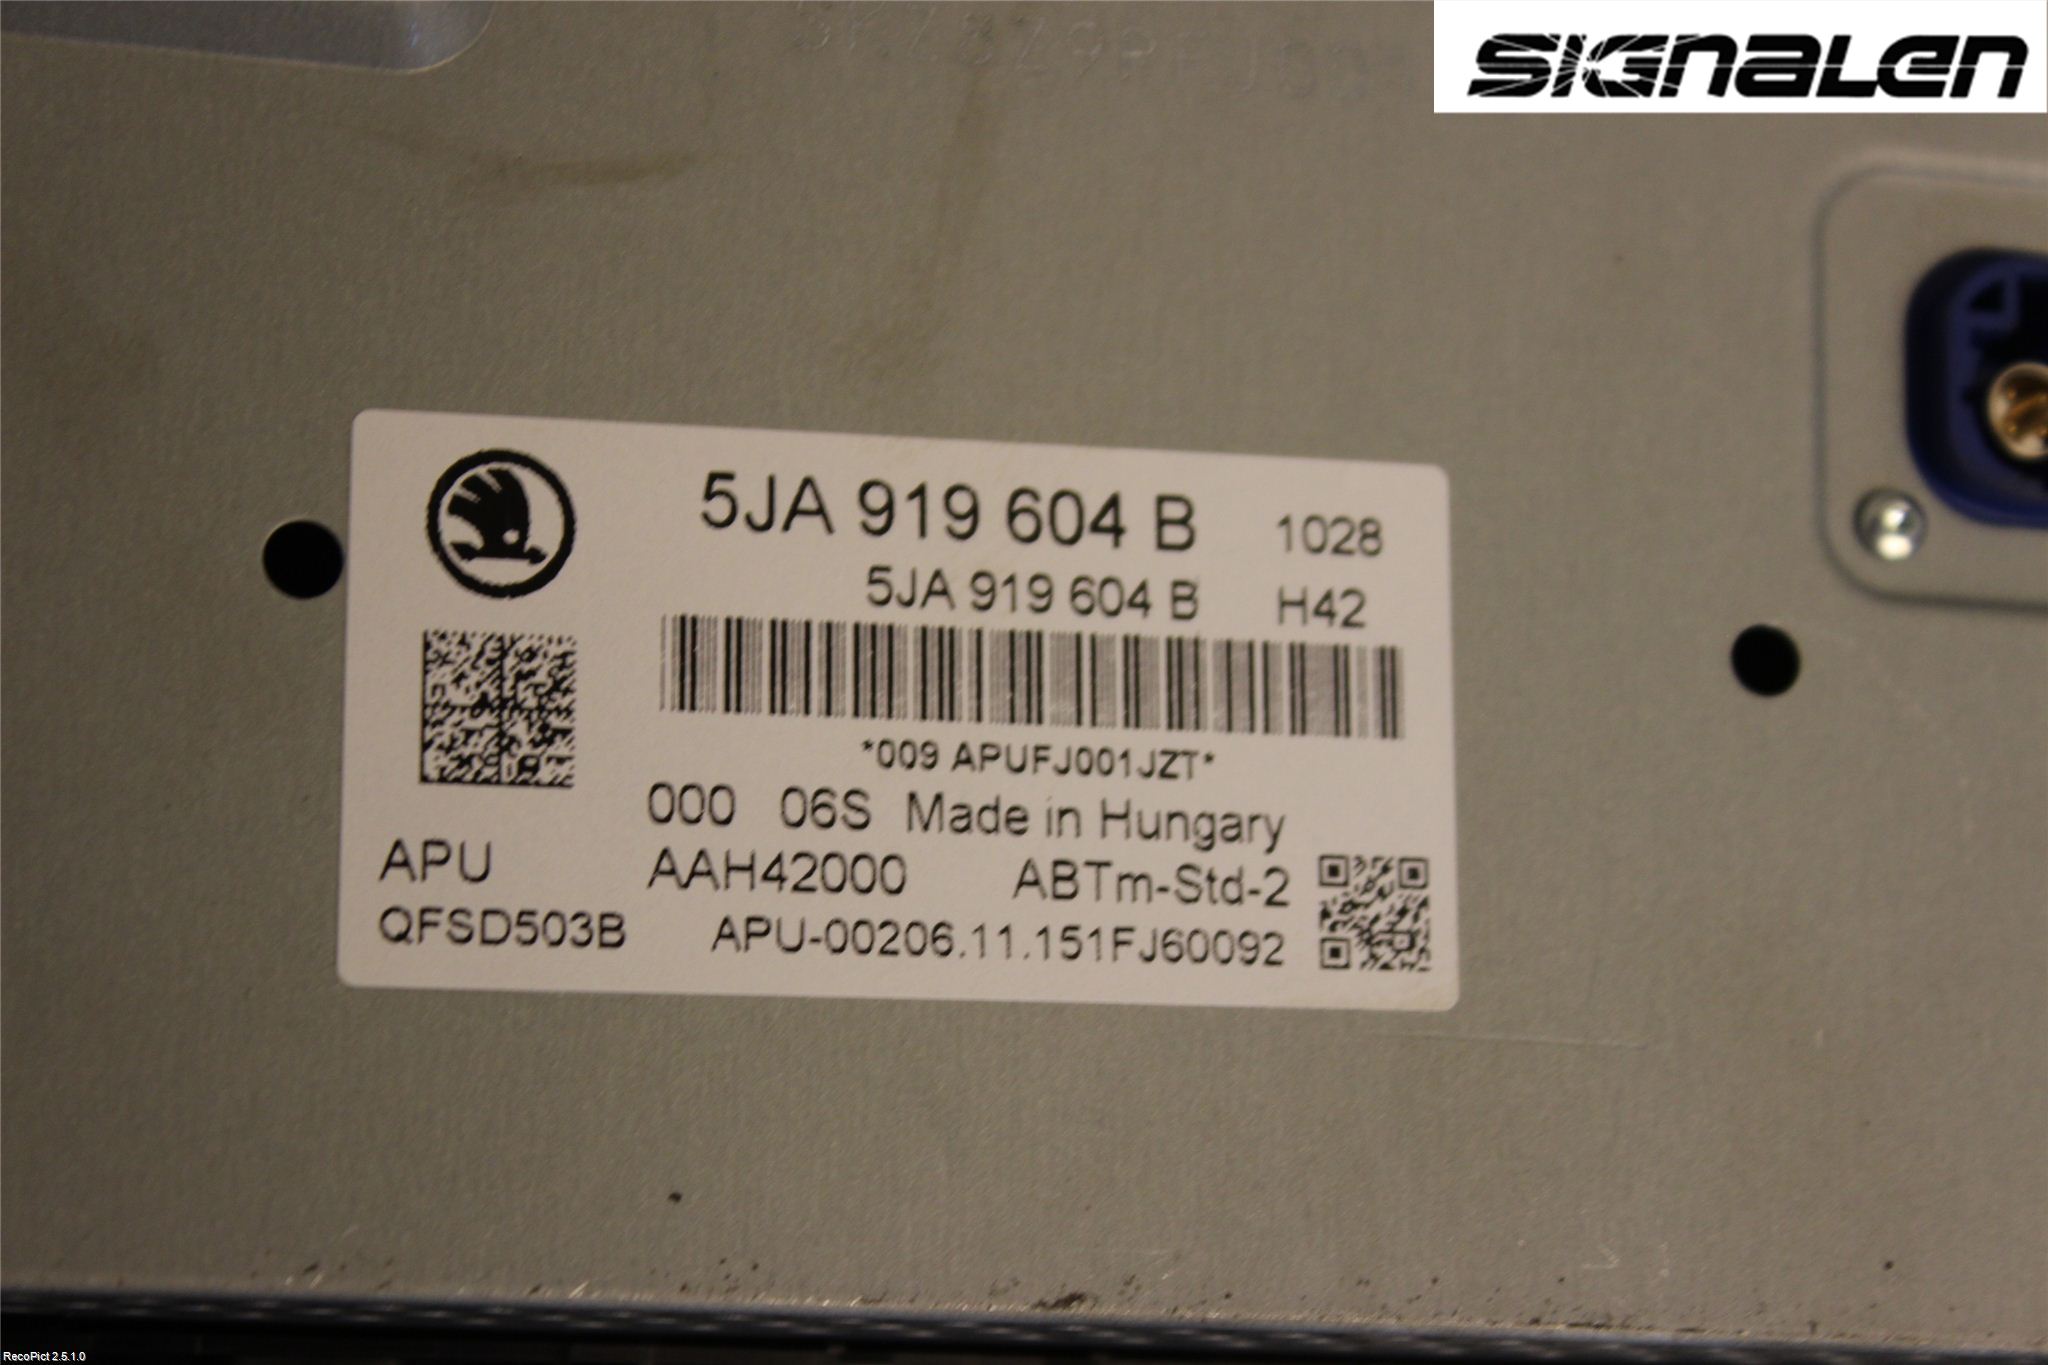 SIGNALEN
5JA 919 604 B 1028
5JA 919 604 B H42
*009 APUFJ001JZT*
000 06S Made in Hungary
APU AAH42000 ABTm-Std-2
QFSD503B APU-00206.11.151FJ60092
RecoPict 2.5.1.0